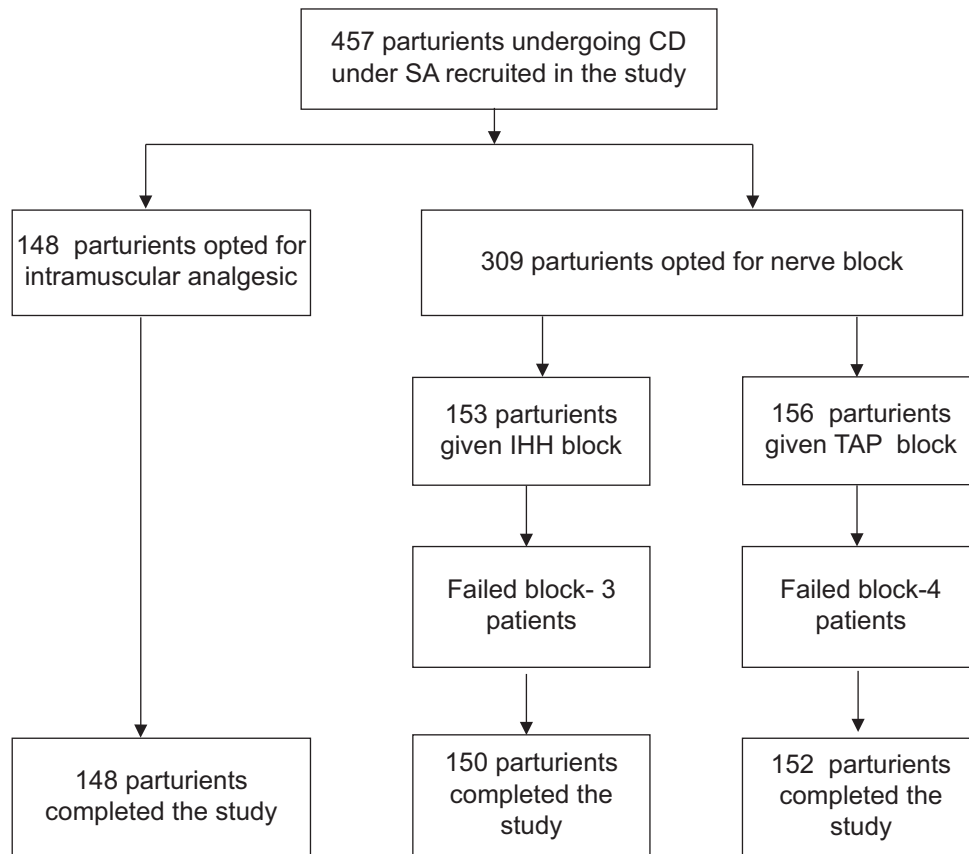 457 parturients undergoing CD
under SA recruited in the study
148 parturients opted for
intramuscular analgesic
309 parturients opted for nerve block
153 parturients
given IHH block
156 parturients
given TAP block
Failed block- 3
patients
Failed block-4
patients
148 parturients
completed the study
150 parturients
completed the
study
152 parturients
completed the
study